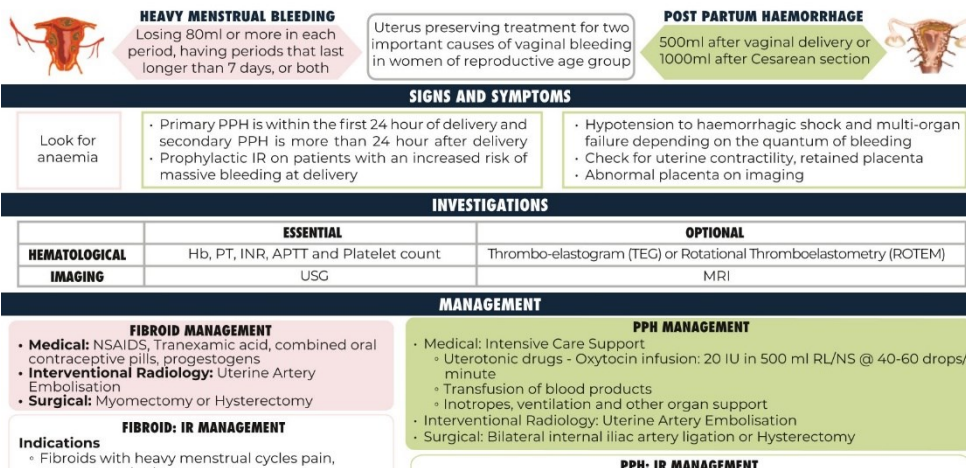 HEAVY MENSTRUAL BLEEDING
Losing 80ml or more in each
period, having periods that last
longer than 7 days, or both
Uterus preserving treatment for two
important causes of vaginal bleeding
in women of reproductive age group
POST PARTUM HAEMORRHAGE
500ml after vaginal delivery or
1000ml after Cesarean section
SIGNS AND SYMPTOMS
Look for
anaemia
• Primary PPH is within the first 24 hour of delivery and
secondary PPH is more than 24 hour after delivery
• Prophylactic IR on patients with an increased risk of
massive bleeding at delivery
• Hypotension to haemorrhagic shock and multi-organ
failure depending on the quantum of bleeding
• Check for uterine contractility, retained placenta
• Abnormal placenta on imaging
INVESTIGATIONS
ESSENTIAL
OPTIONAL
HEMATOLOGICAL
Hb, PT, INR, APTT and Platelet count
Thrombo-elastogram (TEG) or Rotational Thromboelastometry (ROTEM)
IMAGING
USG
MRI
MANAGEMENT
FIBROID MANAGEMENT
• Medical: NSAIDS, Tranexamic acid, combined oral
contraceptive pills, progestogens
• Interventional Radiology: Uterine Artery
Embolisation
• Surgical: Myomectomy or Hysterectomy
FIBROID: IR MANAGEMENT
Indications
◦ Fibroids with heavy menstrual cycles pain,
PPH MANAGEMENT
• Medical: Intensive Care Support
◦ Uterotonic drugs - Oxytocin infusion: 20 IU in 500 ml RL/NS @ 40-60 drops/
minute
◦ Transfusion of blood products
◦ Inotropes, ventilation and other organ support
• Interventional Radiology: Uterine Artery Embolisation
• Surgical: Bilateral internal iliac artery ligation or Hysterectomy
PPH: IR MANAGEMENT